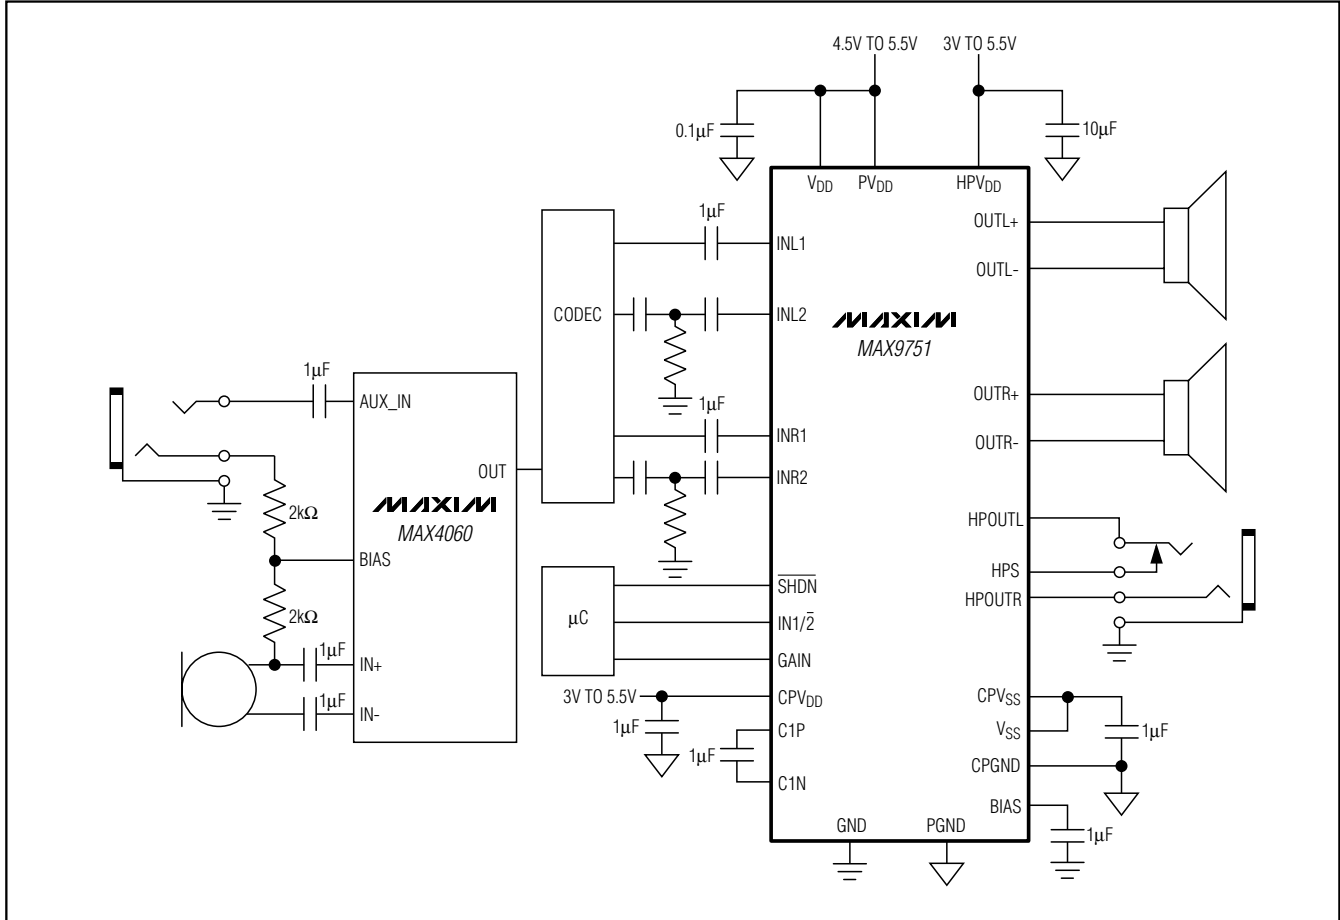 4.5V TO 5.5V
3V TO 5.5V
0.1µF
10µF
VDD
PVDD
HPVDD
1µF
INL1
OUTL+
OUTL-
CODEC
INL2
MAXIM
MAX9751
1µF
AUX_IN
1µF
INR1
OUTR+
OUTR-
OUT
INR2
MAXIM
MAX4060
2kΩ
BIAS
2kΩ
1µF
IN+
1µF
IN-
HPOUTL
HPS
HPOUTR
µC
SHDN
IN1/2
GAIN
3V TO 5.5V
CPVDD
1µF
C1P
1µF
C1N
CPVSS
VSS
1µF
CPGND
BIAS
1µF
GND
PGND